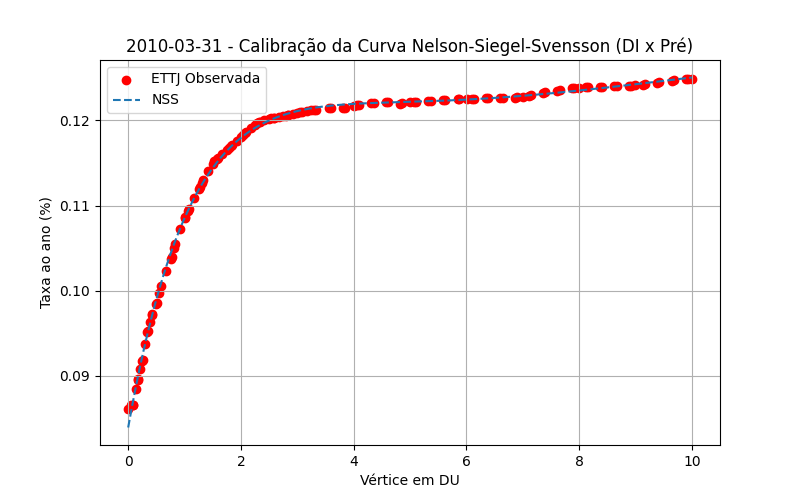 2010-03-31 - Calibração da Curva Nelson-Siegel-Svensson (DI x Pré)
ETTJ Observada
NSS
Taxa ao ano (%)
0.12
0.11
0.10
0.09
0 2 4 6 8 10
Vértice em DU